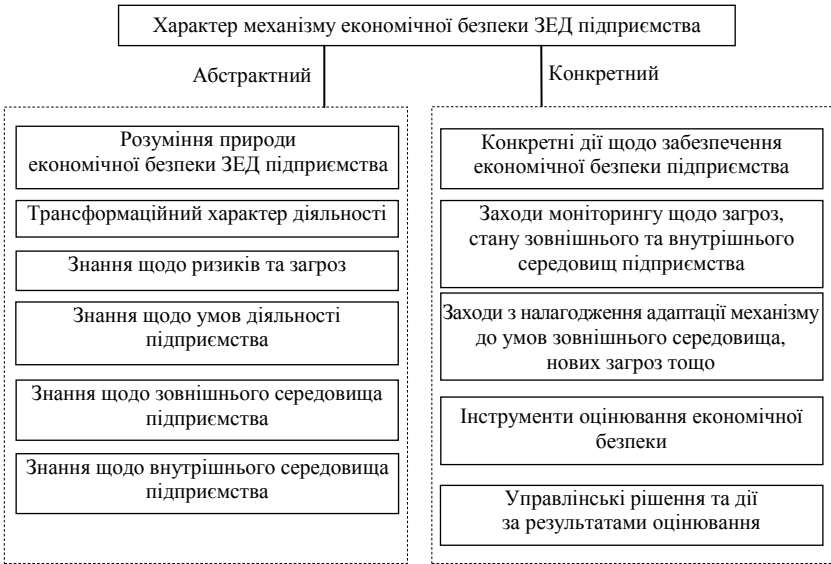 Характер механізму економічної безпеки ЗЕД підприємства
Абстрактний
Конкретний
Розуміння природи
економічної безпеки ЗЕД підприємства
Трансформаційний характер діяльності
Знання щодо ризиків та загроз
Знання щодо умов діяльності
підприємства
Знання щодо зовнішнього середовища
підприємства
Знання щодо внутрішнього середовища
підприємства
Конкретні дії щодо забезпечення
економічної безпеки підприємства
Заходи моніторингу щодо загроз,
стану зовнішнього та внутрішнього
середовищ підприємства
Заходи з налагодження адаптації механізму
до умов зовнішнього середовища,
нових загроз тощо
Інструменти оцінювання економічної
безпеки
Управлінські рішення та дії
за результатами оцінювання